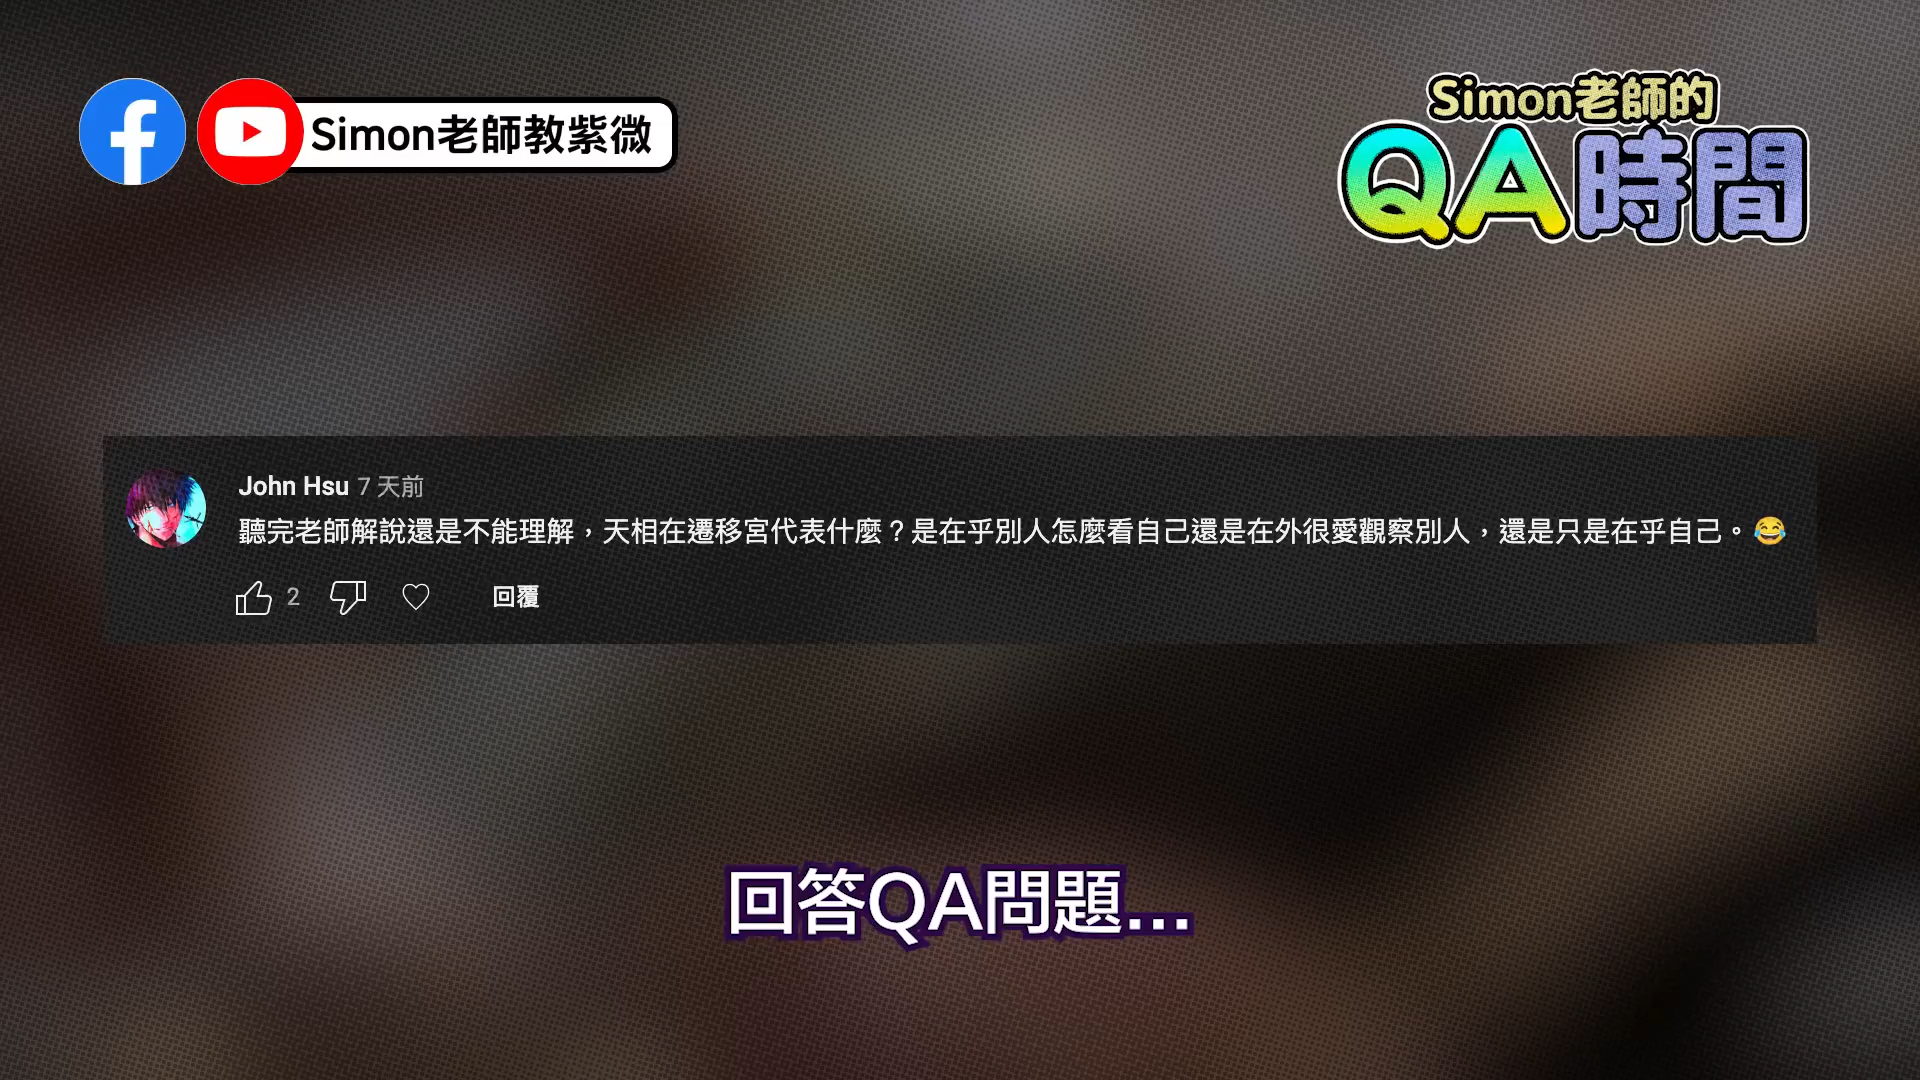 Simon老師教紫微
Simon老師的
QA時間
John Hsu 7 天前
聽完老師解說還是不能理解，天相在遷移宮代表什麼？是在乎別人怎麼看自己還是在外很愛觀察別人，還是只是在乎自己。😂
2
回覆
回答QA問題...